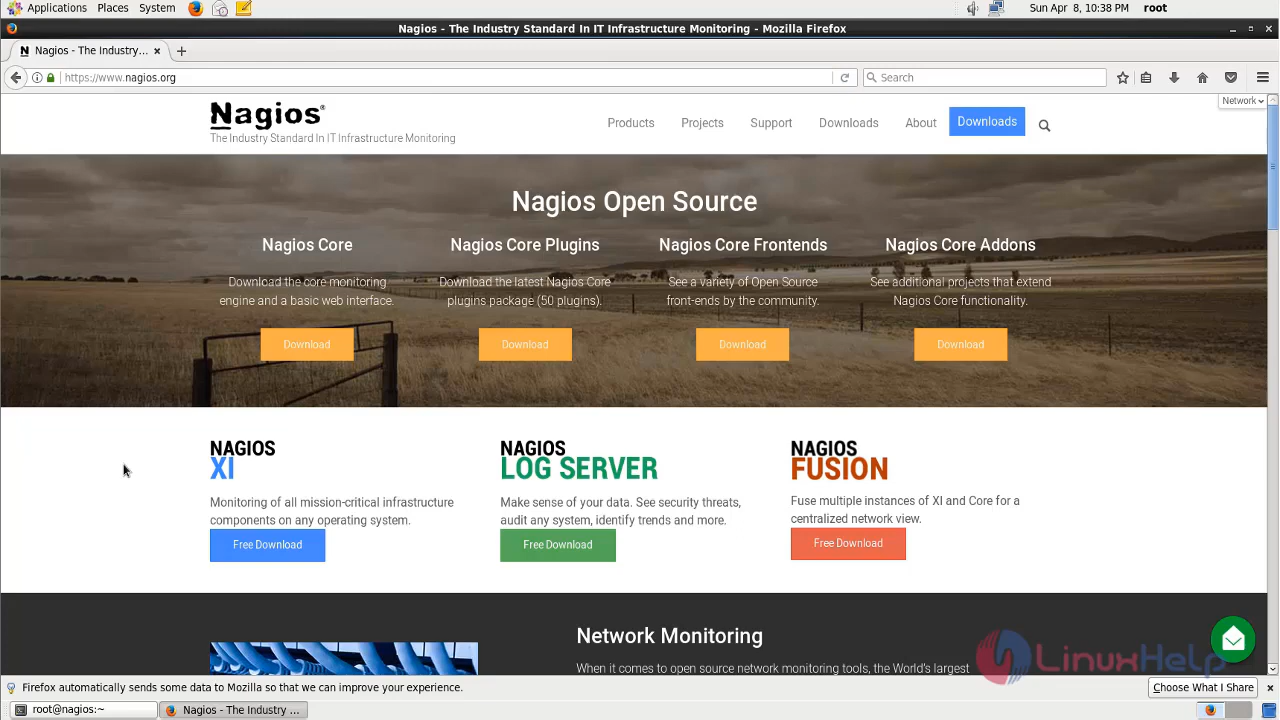 Applications Places System
Sun Apr 8, 10:38 PM root
Nagios - The Industry Standard In IT Infrastructure Monitoring - Mozilla Firefox
N Nagios - The Industry...
https://www.nagios.org
Search
Network
Nagios®
The Industry Standard In IT Infrastructure Monitoring
Products Projects Support Downloads About Downloads
Nagios Open Source
Nagios Core
Download the core monitoring
engine and a basic web interface.
Download
Nagios Core Plugins
Download the latest Nagios Core
plugins package (50 plugins).
Download
Nagios Core Frontends
See a variety of Open Source
front-ends by the community.
Download
Nagios Core Addons
See additional projects that extend
Nagios Core functionality.
Download
NAGIOS
XI
Monitoring of all mission-critical infrastructure
components on any operating system.
Free Download
NAGIOS
LOG SERVER
Make sense of your data. See security threats,
audit any system, identify trends and more.
Free Download
NAGIOS
FUSION
Fuse multiple instances of XI and Core for a
centralized network view.
Free Download
Network Monitoring
When it comes to open source network monitoring tools, the World's largest
LinuxHelp
Firefox automatically sends some data to Mozilla so that we can improve your experience.
Choose What I Share
root@nagios:~
Nagios - The Industry ...